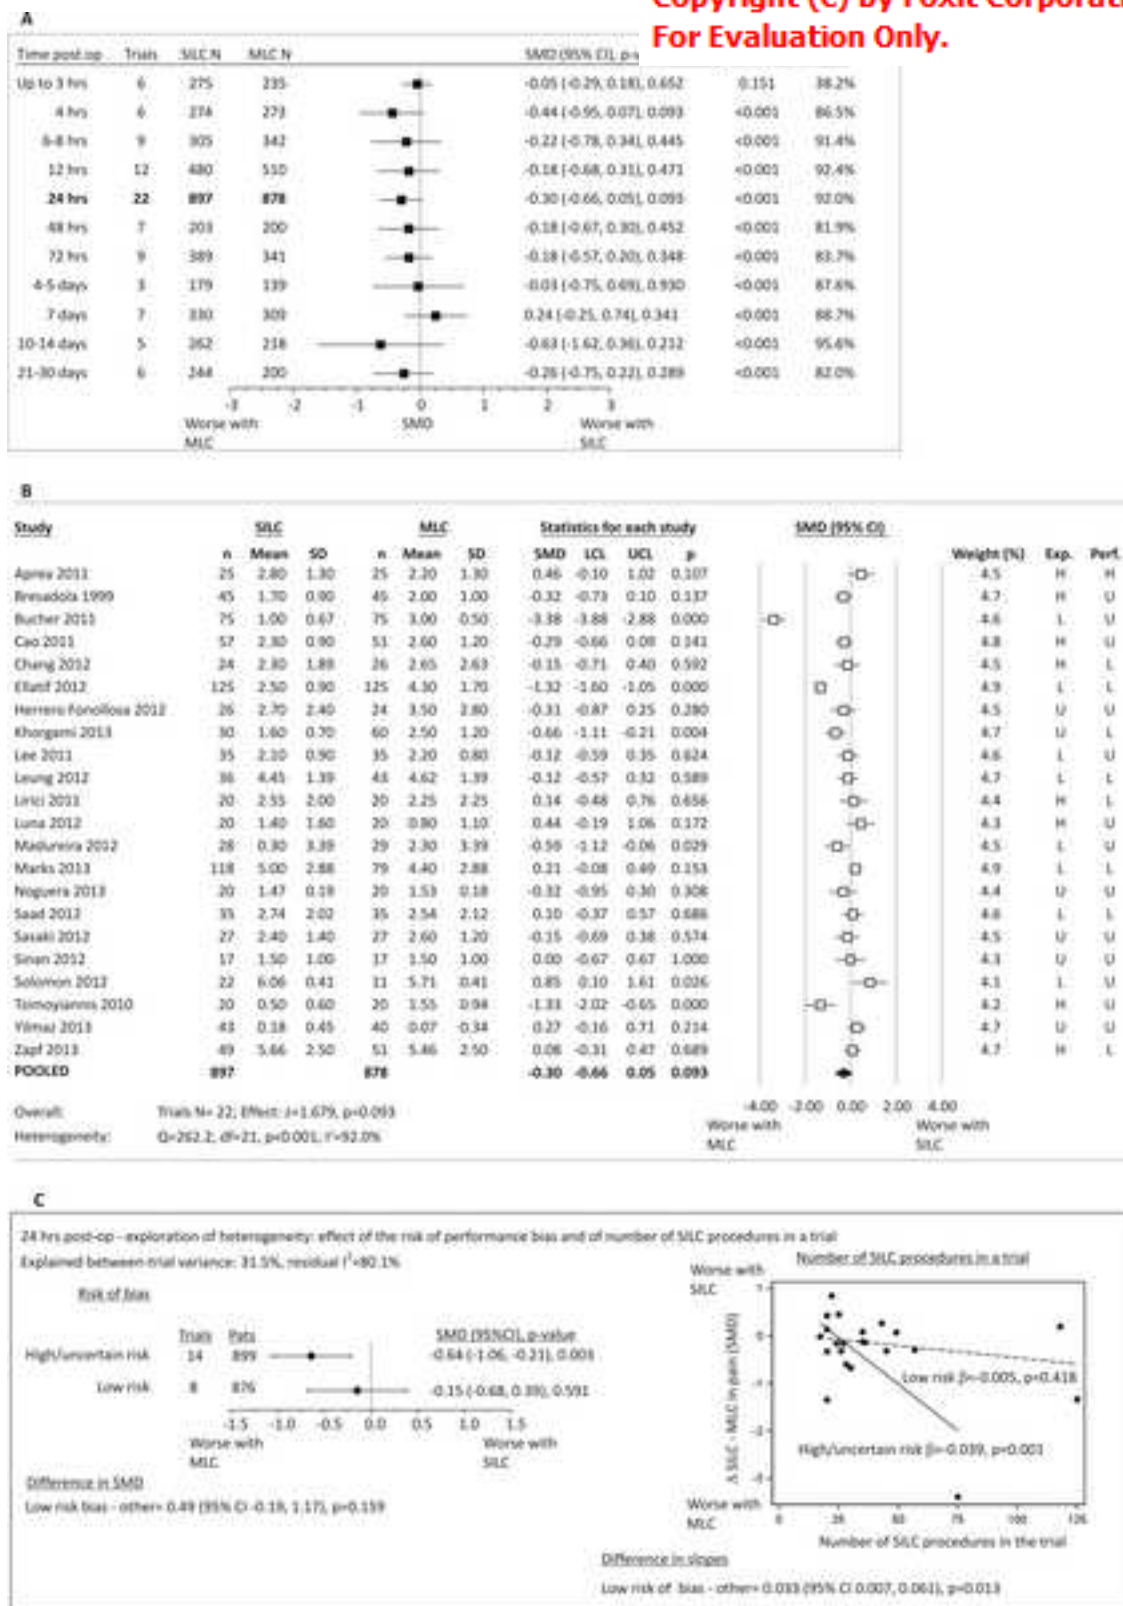 Copyright (C) by Foxit Corporati
For Evaluation Only.
A
Time post op Trials SILC N MLC N SMD (95% CI), p-v
Up to 3 hrs 6 275 235 -0.05 (-0.29, 0.18), 0.652 0.151 38.2%
4 hrs 6 274 273 -0.44 (-0.95, 0.07), 0.093 <0.001 86.5%
6-8 hrs 9 305 342 -0.22 (-0.78, 0.34), 0.445 <0.001 91.4%
12 hrs 12 480 510 -0.18 (-0.68, 0.31), 0.471 <0.001 92.4%
24 hrs 22 897 878 -0.30 (-0.66, 0.05), 0.093 <0.001 92.0%
48 hrs 7 203 200 -0.18 (-0.67, 0.30), 0.452 <0.001 81.9%
72 hrs 9 389 341 -0.18 (-0.57, 0.20), 0.348 <0.001 83.7%
4-5 days 3 179 139 -0.03 (-0.75, 0.69), 0.930 <0.001 87.6%
7 days 7 330 309 0.24 (-0.25, 0.74), 0.341 <0.001 88.7%
10-14 days 5 262 218 -0.63 (-1.62, 0.36), 0.212 <0.001 95.6%
21-30 days 6 244 200 -0.26 (-0.75, 0.22), 0.289 <0.001 82.0%
-3 -2 -1 0 1 2 3
Worse with MLC SMD Worse with SILC
B
Study SILC MLC Statistics for each study SMD (95% CI)
n Mean SD n Mean SD SMD LCL UCL p Weight (%) Exp. Perf.
Aprea 2011 25 2.80 1.30 25 2.20 1.30 0.46 -0.10 1.02 0.107 4.5 H H
Bresadola 1999 45 1.70 0.90 45 2.00 1.00 -0.32 -0.73 0.10 0.137 4.7 H U
Bucher 2011 75 1.00 0.67 75 3.00 0.50 -3.38 -3.88 -2.88 0.000 4.6 L U
Cao 2011 57 2.30 0.90 51 2.60 1.20 -0.29 -0.66 0.09 0.141 4.8 H U
Chang 2012 24 2.30 1.89 26 2.65 2.63 -0.15 -0.71 0.40 0.592 4.5 H L
Ellatif 2012 125 2.50 0.90 125 4.30 1.70 -1.32 -1.60 -1.05 0.000 4.9 L L
Herrero Fonollosa 2012 26 2.70 2.40 24 3.50 2.80 -0.31 -0.87 0.25 0.280 4.5 U U
Khorgami 2013 30 1.60 0.70 60 2.50 1.20 -0.66 -1.11 -0.21 0.004 4.7 U L
Lee 2011 35 2.10 0.90 35 2.20 0.80 -0.12 -0.59 0.35 0.624 4.6 L U
Leung 2012 36 4.45 1.39 43 4.62 1.39 -0.12 -0.57 0.32 0.589 4.7 L L
Lirici 2011 20 2.55 2.00 20 2.25 2.25 0.14 -0.48 0.76 0.656 4.4 H L
Luna 2012 20 1.40 1.60 20 0.80 1.10 0.44 -0.19 1.06 0.172 4.3 H U
Madureira 2012 28 0.30 3.39 29 2.30 3.39 -0.59 -1.12 -0.06 0.029 4.5 L U
Marks 2013 118 5.00 2.88 79 4.40 2.88 0.21 -0.08 0.49 0.153 4.9 L L
Noguera 2013 20 1.47 0.19 20 1.53 0.18 -0.32 -0.95 0.30 0.308 4.4 U U
Saad 2013 35 2.74 2.02 35 2.54 2.12 0.10 -0.37 0.57 0.686 4.6 L L
Sasaki 2012 27 2.40 1.40 27 2.60 1.20 -0.15 -0.69 0.38 0.574 4.5 U U
Sinan 2012 17 1.50 1.00 17 1.50 1.00 0.00 -0.67 0.67 1.000 4.3 U U
Solomon 2012 22 6.06 0.41 11 5.71 0.41 0.85 0.10 1.61 0.026 4.1 L U
Tsimoyiannis 2010 20 0.50 0.60 20 1.55 0.94 -1.33 -2.02 -0.65 0.000 4.2 H U
Yilmaz 2013 43 0.18 0.45 40 0.07 0.34 0.27 -0.16 0.71 0.214 4.7 U U
Zapf 2013 49 5.66 2.50 51 5.46 2.50 0.08 -0.31 0.47 0.689 4.7 H L
POOLED 897 878 -0.30 -0.66 0.05 0.093
-4.00 -2.00 0.00 2.00 4.00
Worse with MLC Worse with SILC
Overall: Trials N= 22; Effect: z=1.679, p=0.093
Heterogeneity: Q=262.2; df=21, p<0.001, I²=92.0%
C
24 hrs post-op - exploration of heterogeneity: effect of the risk of performance bias and of number of SILC procedures in a trial
Explained between-trial variance: 31.5%, residual I²=80.1%
Risk of bias
Trials Pats SMD (95%CI), p-value
High/uncertain risk 14 899 -0.64 (-1.06, -0.21), 0.003
Low risk 8 876 -0.15 (-0.68, 0.39), 0.591
-1.5 -1.0 -0.5 0.0 0.5 1.0 1.5
Worse with MLC Worse with SILC
Difference in SMD
Low risk bias - other= 0.49 (95% CI -0.19, 1.17), p=0.159
Number of SILC procedures in a trial
Worse with SILC
Δ SILC - MLC in pain (SMD)
1
0
-1
-2
-3
Low risk β=-0.005, p=0.418
High/uncertain risk β=-0.039, p=0.001
Worse with MLC
0 25 50 75 100 125
Number of SILC procedures in the trial
Difference in slopes
Low risk of bias - other= 0.033 (95% CI 0.007, 0.061), p=0.013